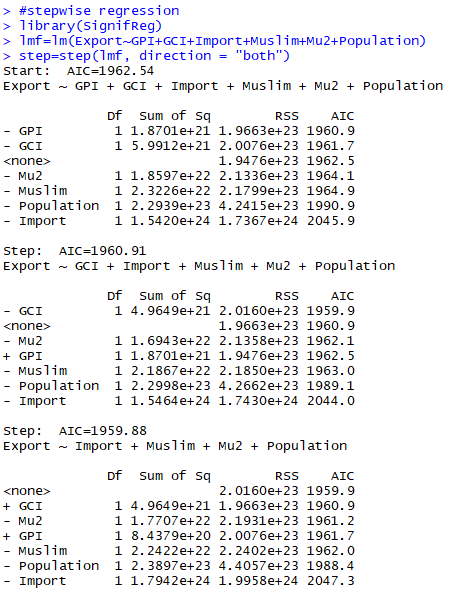 > #stepwise regression
> library(SignifReg)
> lmf=lm(Export~GPI+GCI+Import+Muslim+Mu2+Population)
> step=step(lmf, direction = "both")
Start:  AIC=1962.54
Export ~ GPI + GCI + Import + Muslim + Mu2 + Population

             Df  Sum of Sq        RSS    AIC
- GPI         1 1.8701e+21 1.9663e+23 1960.9
- GCI         1 5.9912e+21 2.0076e+23 1961.7
<none>                     1.9476e+23 1962.5
- Mu2         1 1.8597e+22 2.1336e+23 1964.1
- Muslim      1 2.3226e+22 2.1799e+23 1964.9
- Population  1 2.2939e+23 4.2415e+23 1990.9
- Import      1 1.5420e+24 1.7367e+24 2045.9

Step:  AIC=1960.91
Export ~ GCI + Import + Muslim + Mu2 + Population

             Df  Sum of Sq        RSS    AIC
- GCI         1 4.9649e+21 2.0160e+23 1959.9
<none>                     1.9663e+23 1960.9
- Mu2         1 1.6943e+22 2.1358e+23 1962.1
+ GPI         1 1.8701e+21 1.9476e+23 1962.5
- Muslim      1 2.1867e+22 2.1850e+23 1963.0
- Population  1 2.2998e+23 4.2662e+23 1989.1
- Import      1 1.5464e+24 1.7430e+24 2044.0

Step:  AIC=1959.88
Export ~ Import + Muslim + Mu2 + Population

             Df  Sum of Sq        RSS    AIC
<none>                     2.0160e+23 1959.9
+ GCI         1 4.9649e+21 1.9663e+23 1960.9
- Mu2         1 1.7707e+22 2.1931e+23 1961.2
+ GPI         1 8.4379e+20 2.0076e+23 1961.7
- Muslim      1 2.2422e+22 2.2402e+23 1962.0
- Population  1 2.3897e+23 4.4057e+23 1988.4
- Import      1 1.7942e+24 1.9958e+24 2047.3